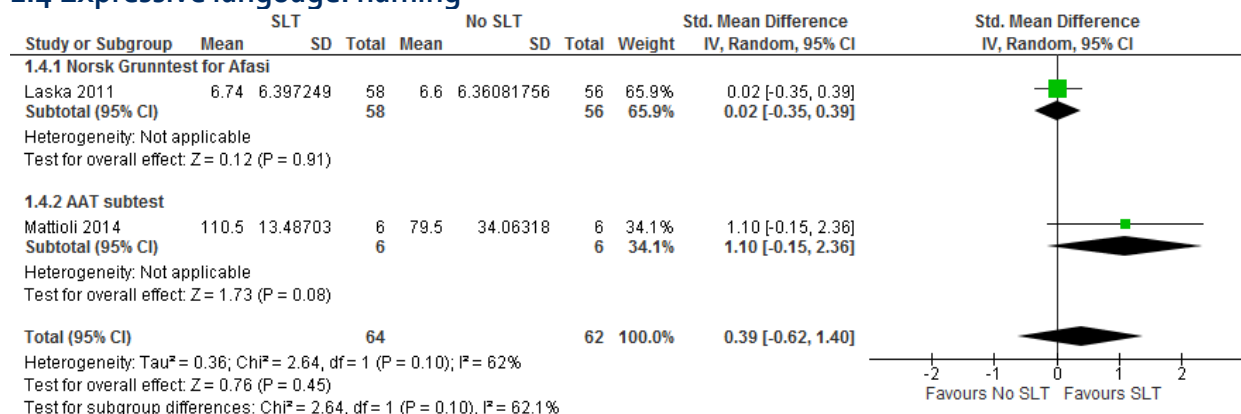 1.4 Expressive language: naming
SLT No SLT Std. Mean Difference Std. Mean Difference
Study or Subgroup Mean SD Total Mean SD Total Weight IV, Random, 95% CI IV, Random, 95% CI
1.4.1 Norsk Grunntest for Afasi
Laska 2011 6.74 6.397249 58 6.6 6.36081756 56 65.9% 0.02 [-0.35, 0.39]
Subtotal (95% CI) 58 56 65.9% 0.02 [-0.35, 0.39]
Heterogeneity: Not applicable
Test for overall effect: Z = 0.12 (P = 0.91)
1.4.2 AAT subtest
Mattioli 2014 110.5 13.48703 6 79.5 34.06318 6 34.1% 1.10 [-0.15, 2.36]
Subtotal (95% CI) 6 6 34.1% 1.10 [-0.15, 2.36]
Heterogeneity: Not applicable
Test for overall effect: Z = 1.73 (P = 0.08)
Total (95% CI) 64 62 100.0% 0.39 [-0.62, 1.40]
Heterogeneity: Tau² = 0.36; Chi² = 2.64, df = 1 (P = 0.10); I² = 62%
Test for overall effect: Z = 0.76 (P = 0.45)
Test for subgroup differences: Chi² = 2.64, df = 1 (P = 0.10), I² = 62.1%
-2 -1 0 1 2
Favours No SLT Favours SLT